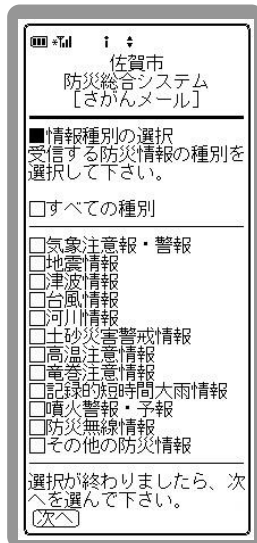 佐賀市
防災総合システム
[さがんメール]
■情報種別の選択
受信する防災情報の種別を
選択して下さい。
□すべての種別
□気象注意報・警報
□地震情報
□津波情報
□台風情報
□河川情報
□土砂災害警戒情報
□高温注意情報
□竜巻注意情報
□記録的短時間大雨情報
□噴火警報・予報
□防災無線情報
□その他の防災情報
選択が終わりましたら、次
へを選んで下さい。
次へ